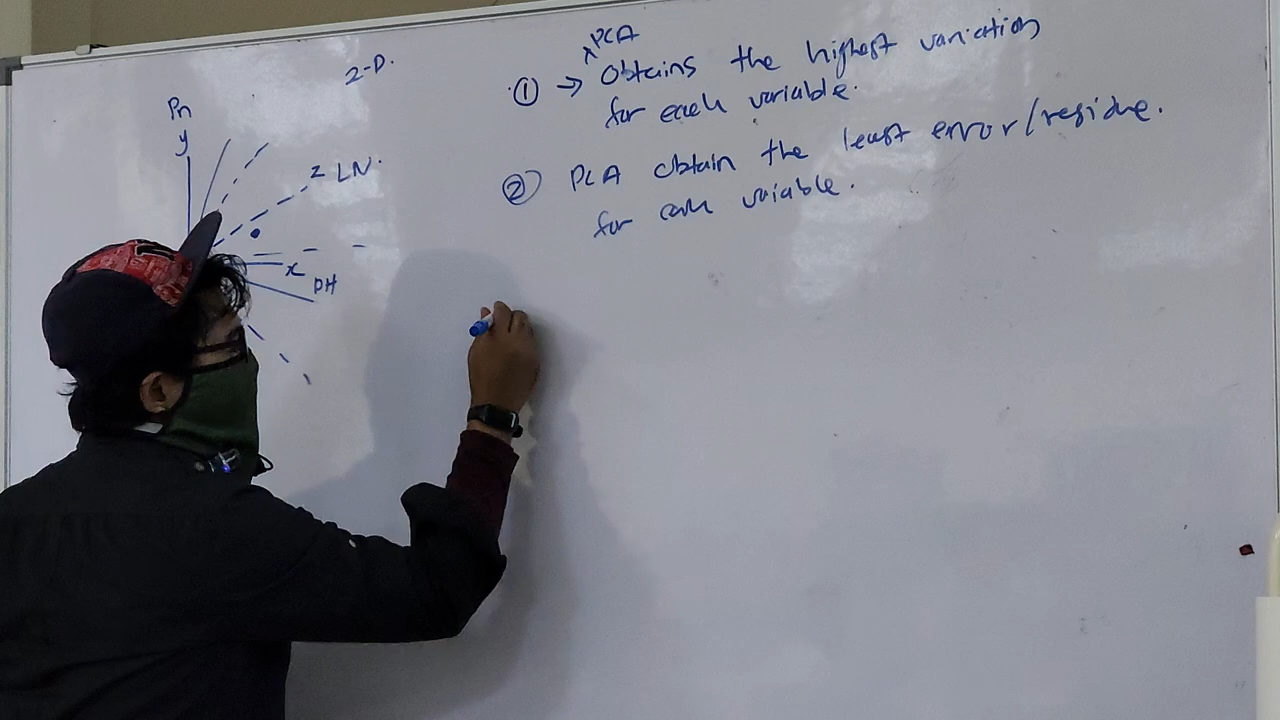 2-D.
Pn
y
z LN.
x
PH
PCA
① → Obtains the highest variation
for each variable.
② PCA obtain the least error/residue.
for each variable.